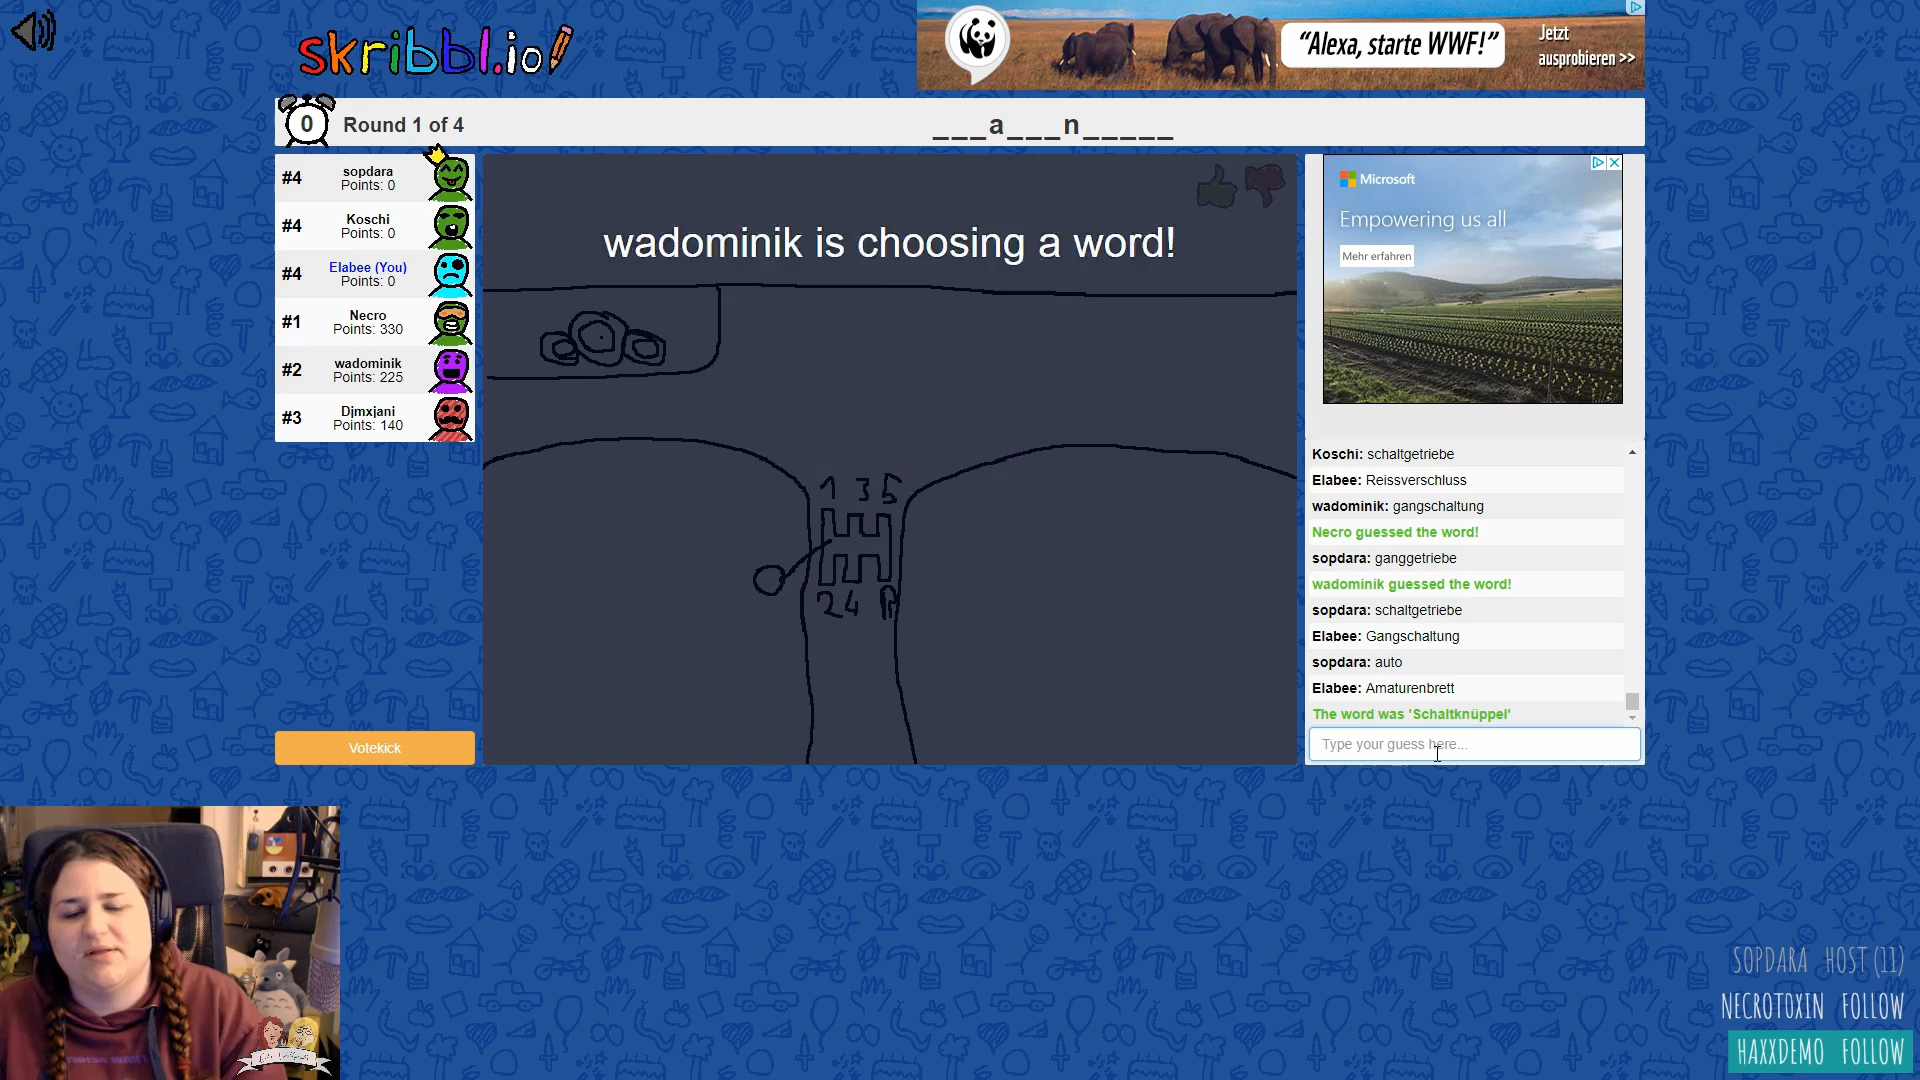 skribbl.io
"Alexa, starte WWF!"
Jetzt
ausprobieren >>
0
Round 1 of 4
___a___n_____
#4
sopdara
Points: 0
#4
Koschi
Points: 0
#4
Elabee (You)
Points: 0
#1
Necro
Points: 330
#2
wadominik
Points: 225
#3
Djmxjani
Points: 140
Votekick
wadominik is choosing a word!
1 3 5
2 4 R
Microsoft
Empowering us all
Mehr erfahren
Koschi: schaltgetriebe
Elabee: Reissverschluss
wadominik: gangschaltung
Necro guessed the word!
sopdara: ganggetriebe
wadominik guessed the word!
sopdara: schaltgetriebe
Elabee: Gangschaltung
sopdara: auto
Elabee: Amaturenbrett
The word was 'Schaltknüppel'
Type your guess here...
SOPDARA HOST (11)
NECROTOXIN FOLLOW
HAXXDEMO FOLLOW